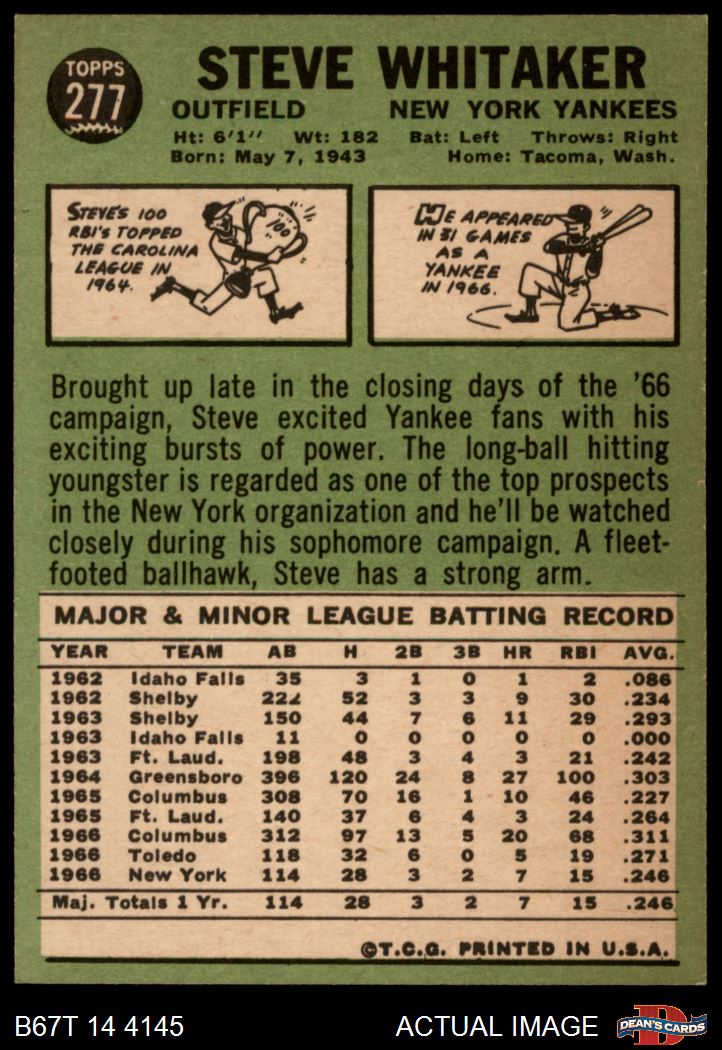 TOPPS
277
STEVE WHITAKER
OUTFIELD NEW YORK YANKEES
Ht: 6'1'' Wt: 182 Bat: Left Throws: Right
Born: May 7, 1943 Home: Tacoma, Wash.
STEVE'S 100
RBI'S TOPPED
THE CAROLINA
LEAGUE IN
1964.
100
HE APPEARED
IN 31 GAMES
AS A
YANKEE
IN 1966.
Brought up late in the closing days of the '66
campaign, Steve excited Yankee fans with his
exciting bursts of power. The long-ball hitting
youngster is regarded as one of the top prospects
in the New York organization and he'll be watched
closely during his sophomore campaign. A fleet-
footed ballhawk, Steve has a strong arm.
MAJOR & MINOR LEAGUE BATTING RECORD
YEAR TEAM AB H 2B 3B HR RBI AVG.
1962 Idaho Falls 35 3 1 0 1 2 .086
1962 Shelby 222 52 3 3 9 30 .234
1963 Shelby 150 44 7 6 11 29 .293
1963 Idaho Falls 11 0 0 0 0 0 .000
1963 Ft. Laud. 198 48 3 4 3 21 .242
1964 Greensboro 396 120 24 8 27 100 .303
1965 Columbus 308 70 16 1 10 46 .227
1965 Ft. Laud. 140 37 6 4 3 24 .264
1966 Columbus 312 97 13 5 20 68 .311
1966 Toledo 118 32 6 0 5 19 .271
1966 New York 114 28 3 2 7 15 .246
Maj. Totals 1 Yr. 114 28 3 2 7 15 .246
©T.C.G. PRINTED IN U.S.A.
B67T 14 4145 ACTUAL IMAGE
D
DEAN'S CARDS